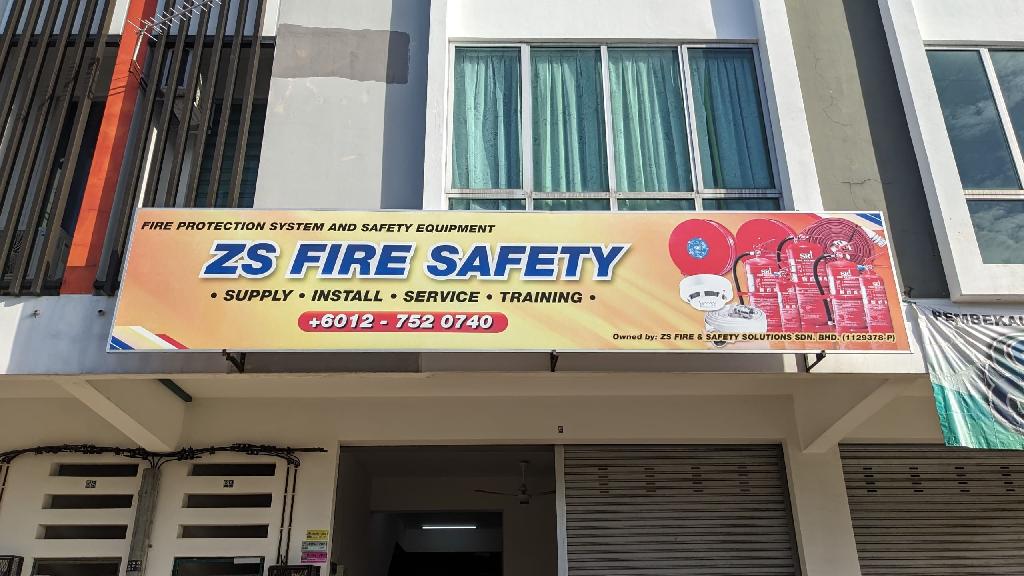 FIRE PROTECTION SYSTEM AND SAFETY EQUIPMENT
ZS FIRE SAFETY
• SUPPLY • INSTALL • SERVICE • TRAINING •
+6012 - 752 0740
Owned by: ZS FIRE & SAFETY SOLUTIONS SDN. BHD. (1129378-P)